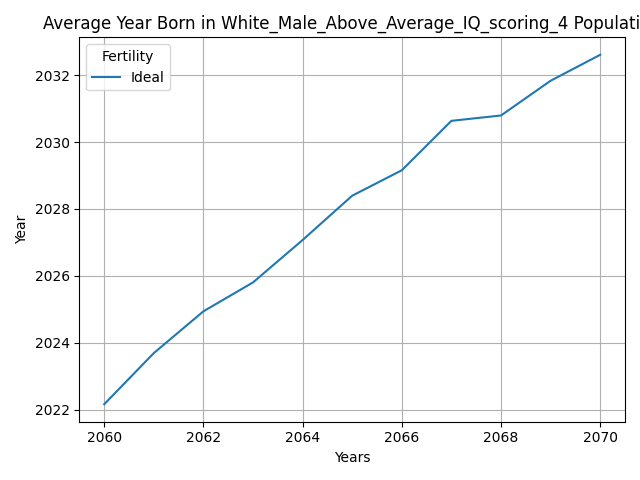 Average Year Born in White_Male_Above_Average_IQ_scoring_4 Populati
Fertility
Ideal
2032
2030
2028
2026
2024
2022
Year
2060 2062 2064 2066 2068 2070
Years